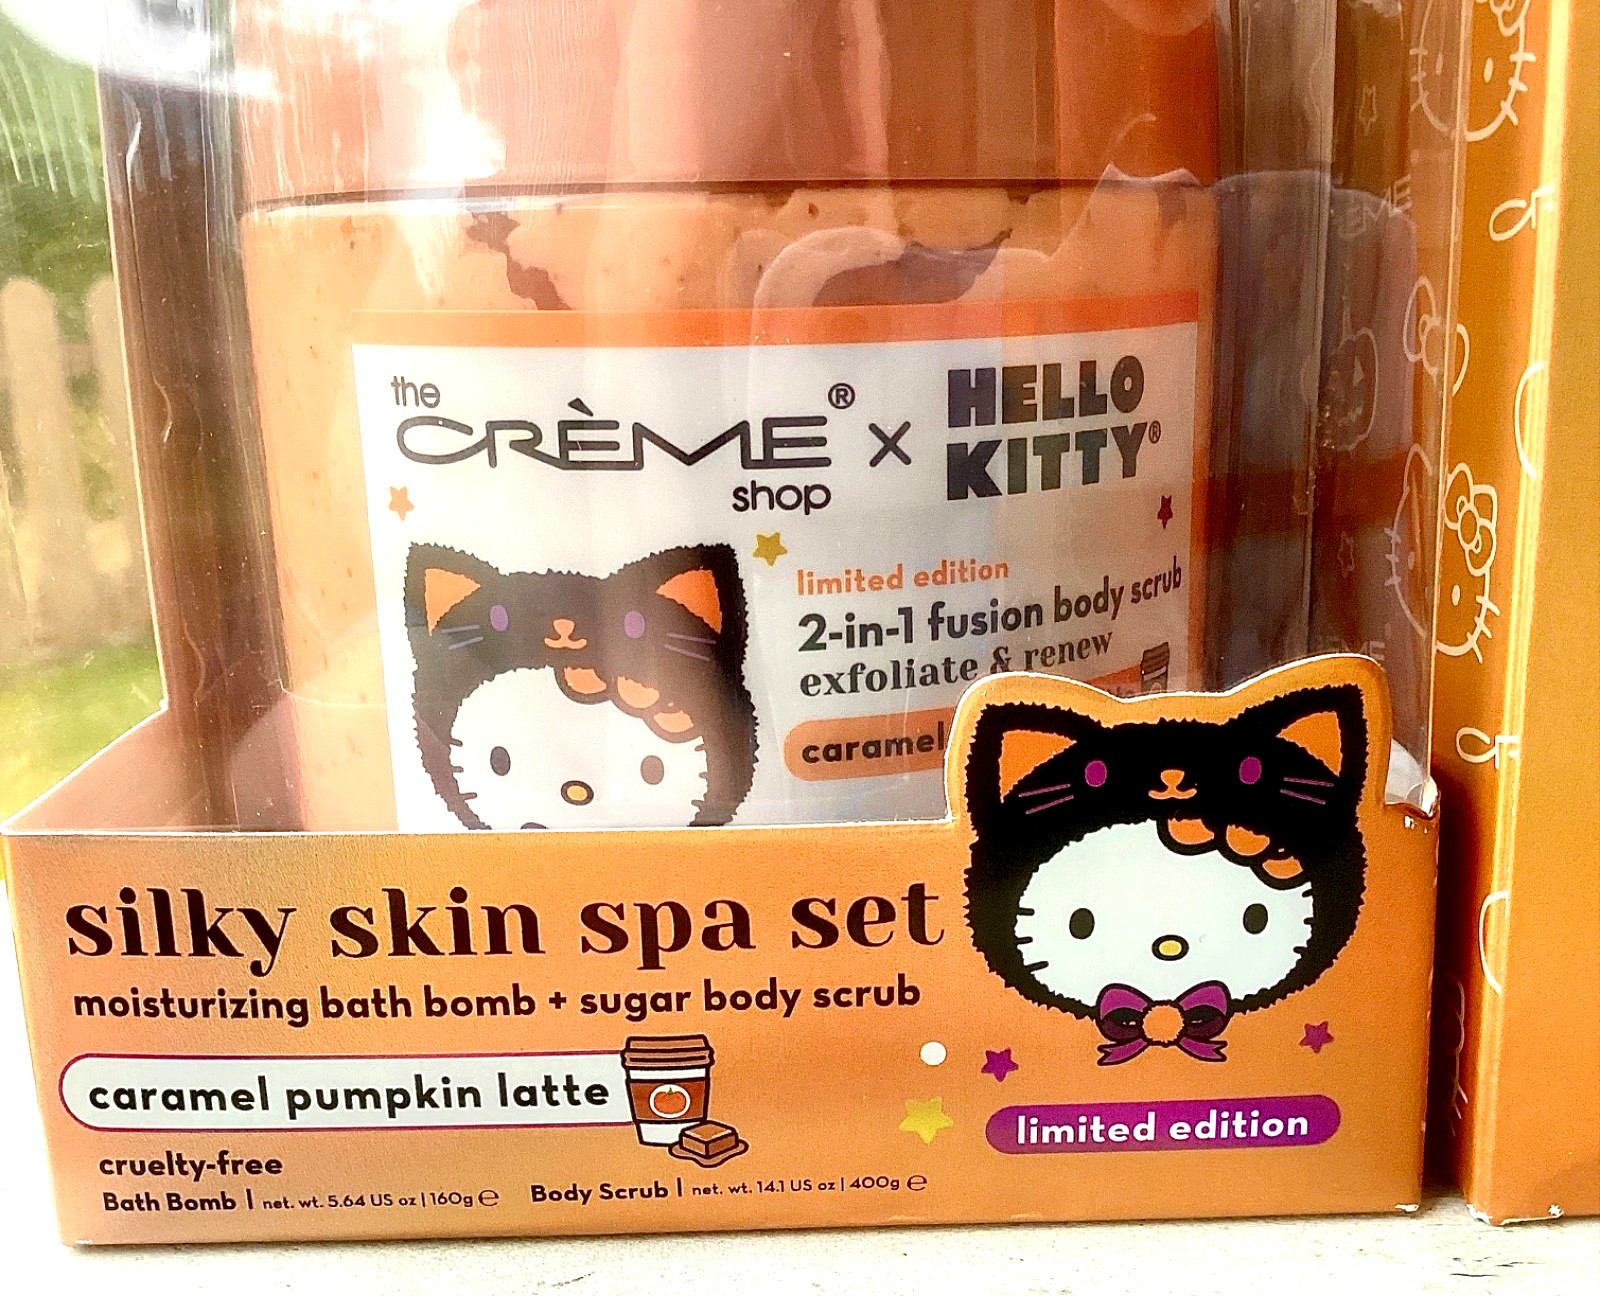 the
CRÈME®
shop
x
HELLO
KITTY®
limited edition
2-in-1 fusion body scrub
exfoliate & renew
caramel
silky skin spa set
moisturizing bath bomb + sugar body scrub
caramel pumpkin latte
limited edition
cruelty-free
Bath Bomb | net. wt. 5.64 US oz | 160g ℮
Body Scrub | net. wt. 14.1 US oz | 400g ℮